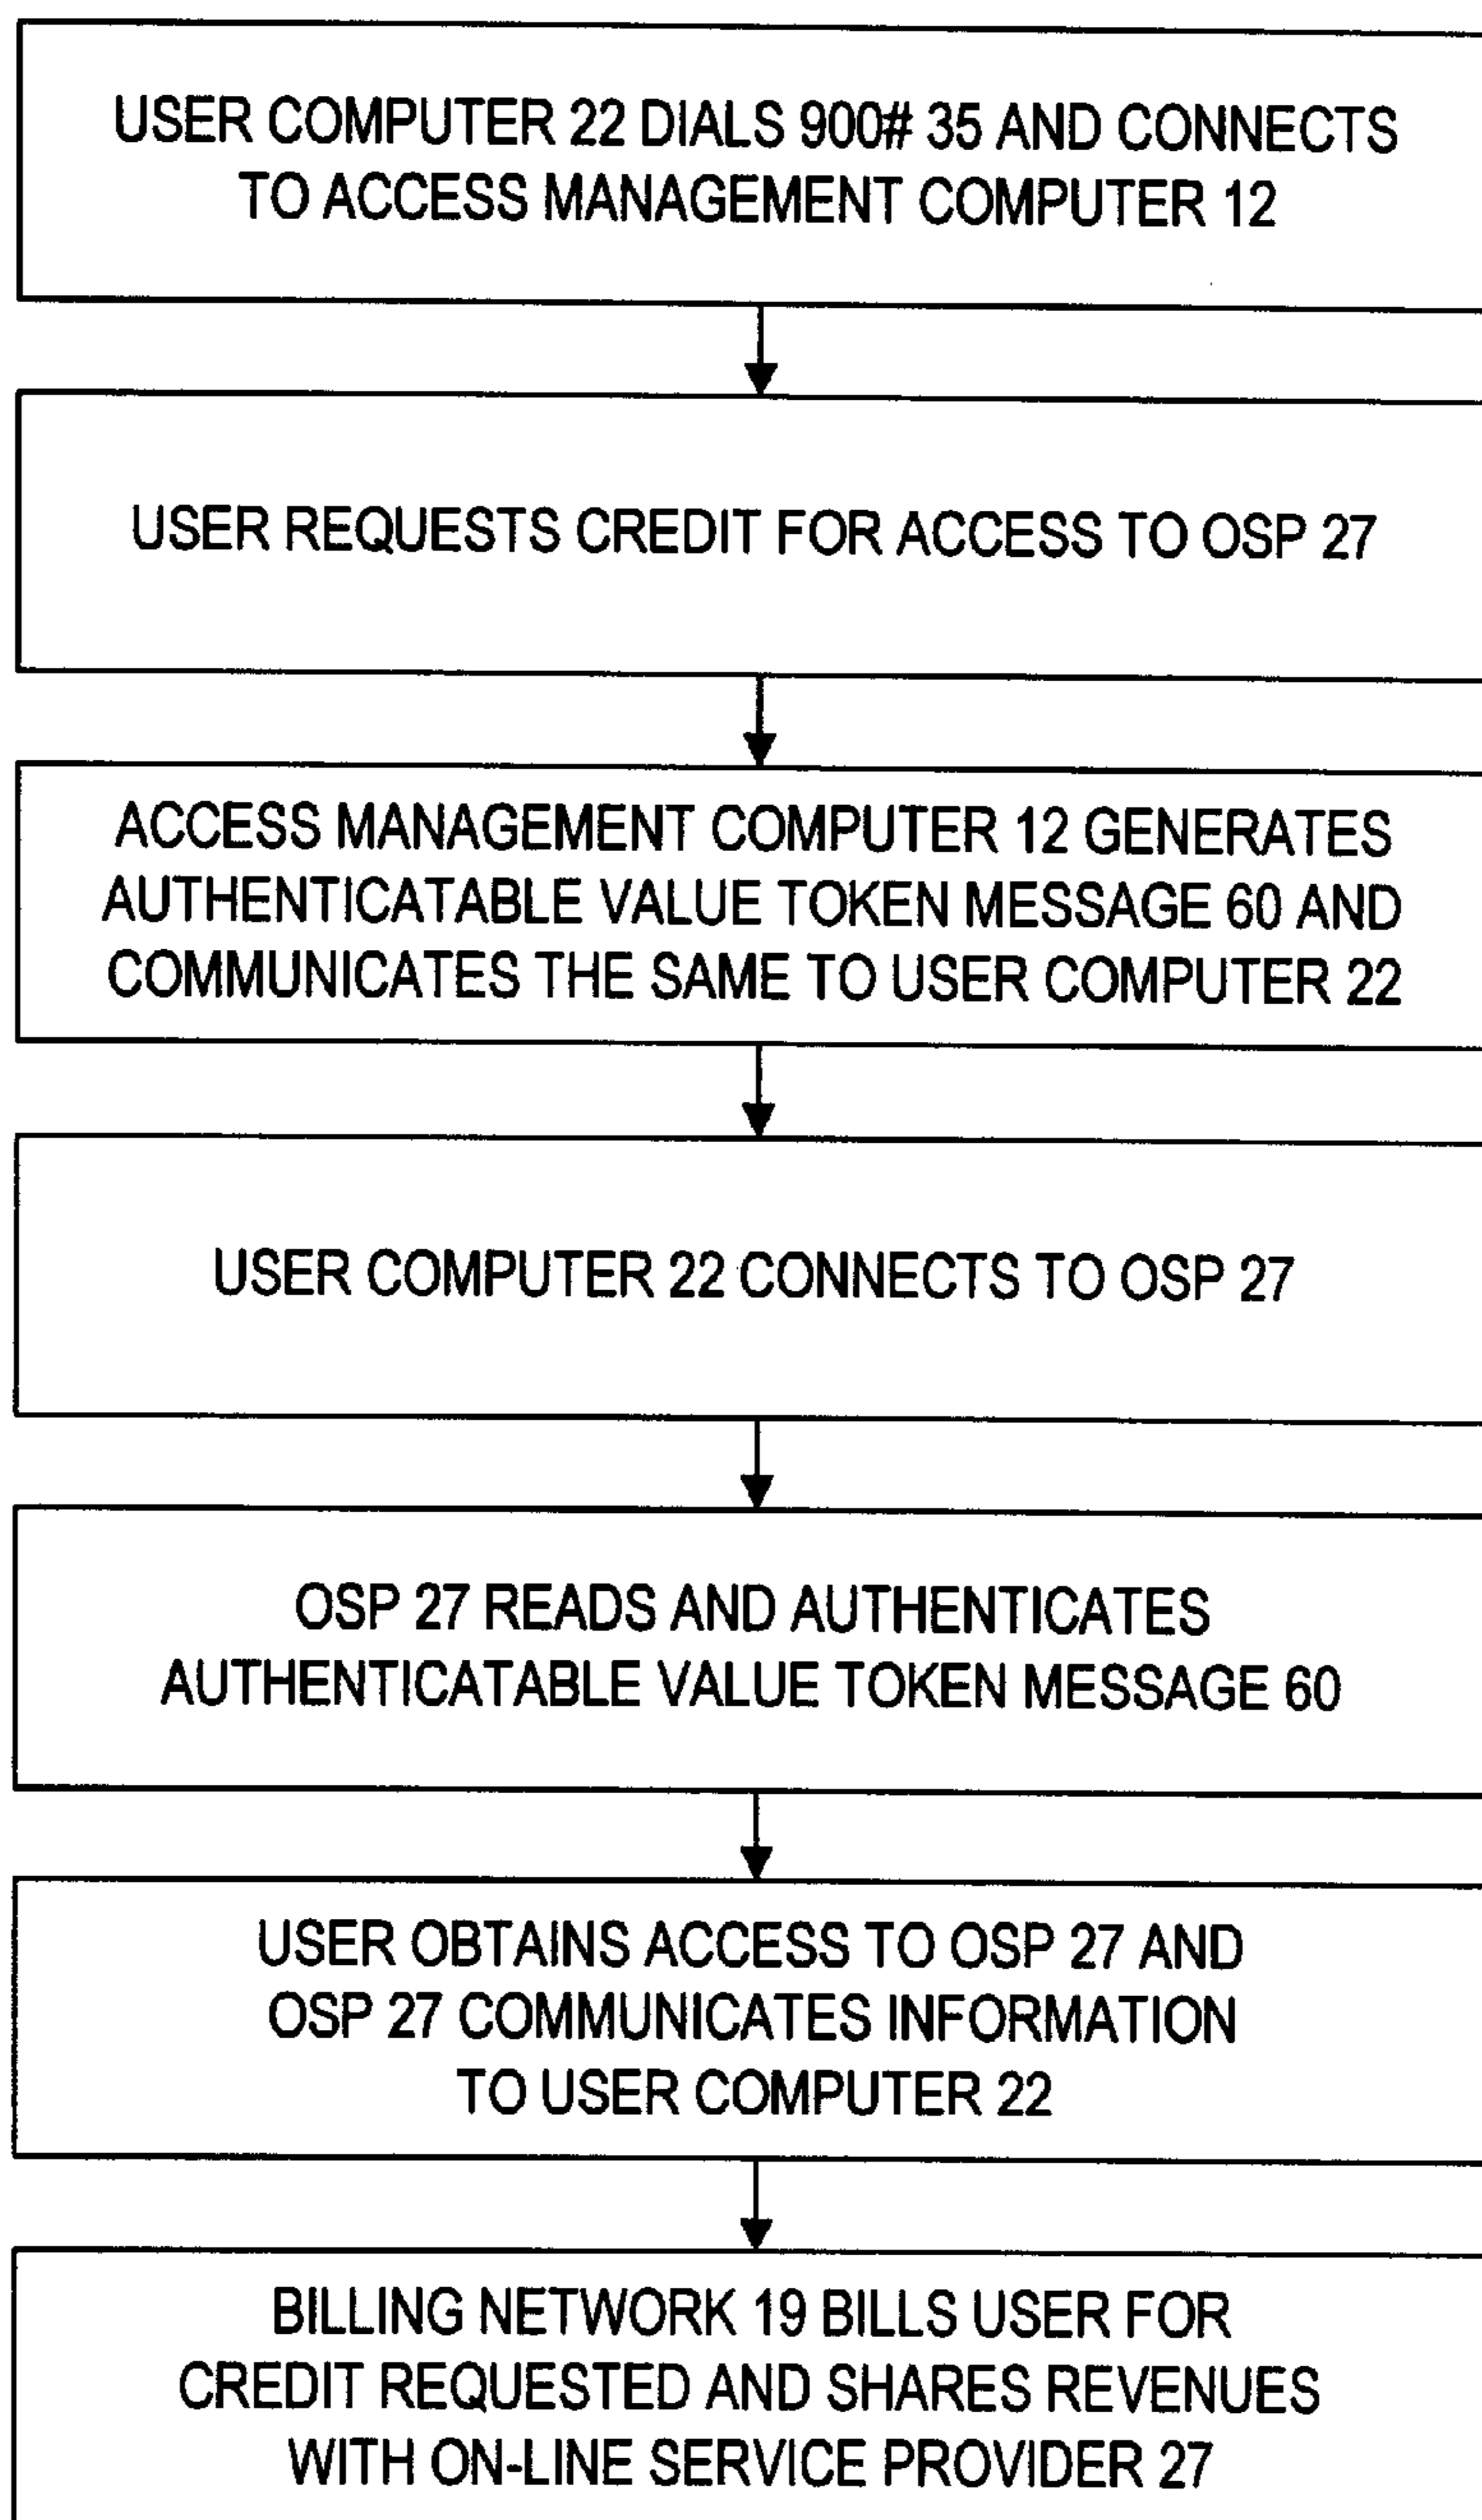 USER COMPUTER 22 DIALS 900# 35 AND CONNECTS
TO ACCESS MANAGEMENT COMPUTER 12
USER REQUESTS CREDIT FOR ACCESS TO OSP 27
ACCESS MANAGEMENT COMPUTER 12 GENERATES
AUTHENTICATABLE VALUE TOKEN MESSAGE 60 AND
COMMUNICATES THE SAME TO USER COMPUTER 22
USER COMPUTER 22 CONNECTS TO OSP 27
OSP 27 READS AND AUTHENTICATES
AUTHENTICATABLE VALUE TOKEN MESSAGE 60
USER OBTAINS ACCESS TO OSP 27 AND
OSP 27 COMMUNICATES INFORMATION
TO USER COMPUTER 22
BILLING NETWORK 19 BILLS USER FOR
CREDIT REQUESTED AND SHARES REVENUES
WITH ON-LINE SERVICE PROVIDER 27